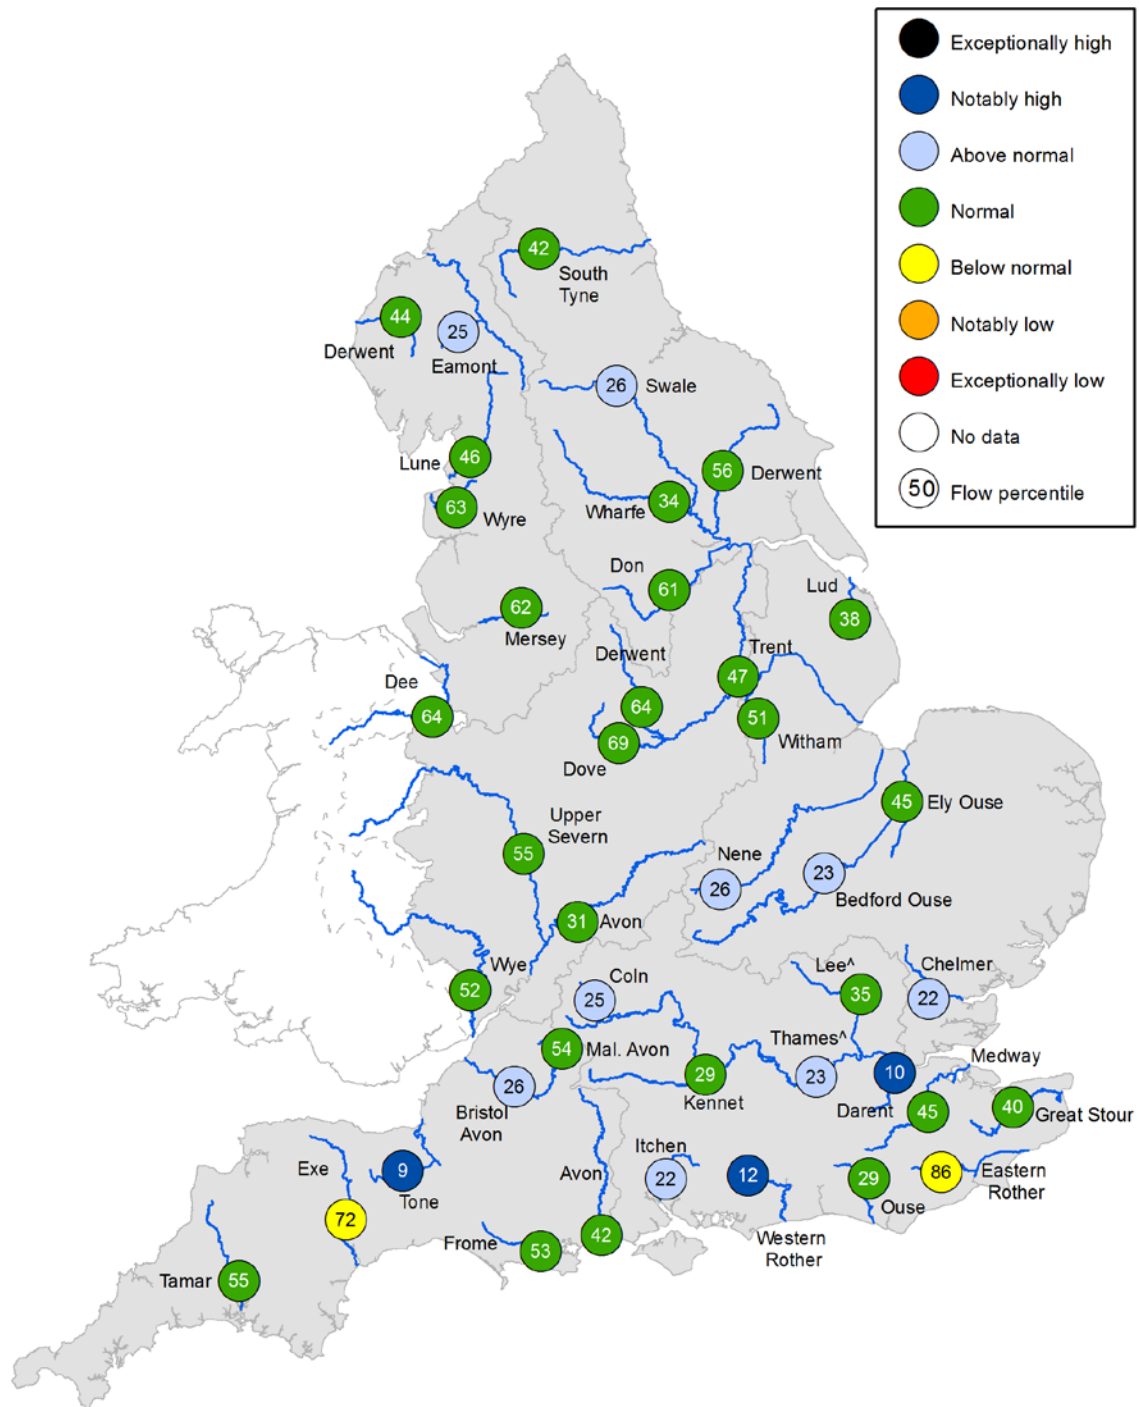 Exceptionally high
Notably high
Above normal
Normal
Below normal
Notably low
Exceptionally low
No data
50 Flow percentile
42
South
Tyne
44
Derwent
25
Eamont
26
Swale
46
Lune
63
Wyre
56
Derwent
34
Wharfe
Don
61
Lud
38
62
Mersey
Derwent
64
Trent
47
Dee
64
51
Witham
69
Dove
45
Ely Ouse
Upper
Severn
55
Nene
26
23
Bedford Ouse
31
Avon
Wye
52
Coln
25
Lee^
35
Chelmer
22
54
Mal. Avon
Thames^
23
10
Darent
Medway
45
29
Kennet
26
Bristol
Avon
40
Great Stour
Exe
72
9
Tone
Avon
42
Itchen
22
12
Western
Rother
29
Ouse
86
Eastern
Rother
Frome
53
Tamar
55